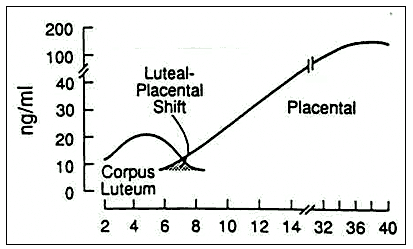 200
100
40
30
20
10
0
ng/ml
Luteal-
Placental
Shift
Placental
Corpus
Luteum
2 4 6 8 10 12 14 32 36 40